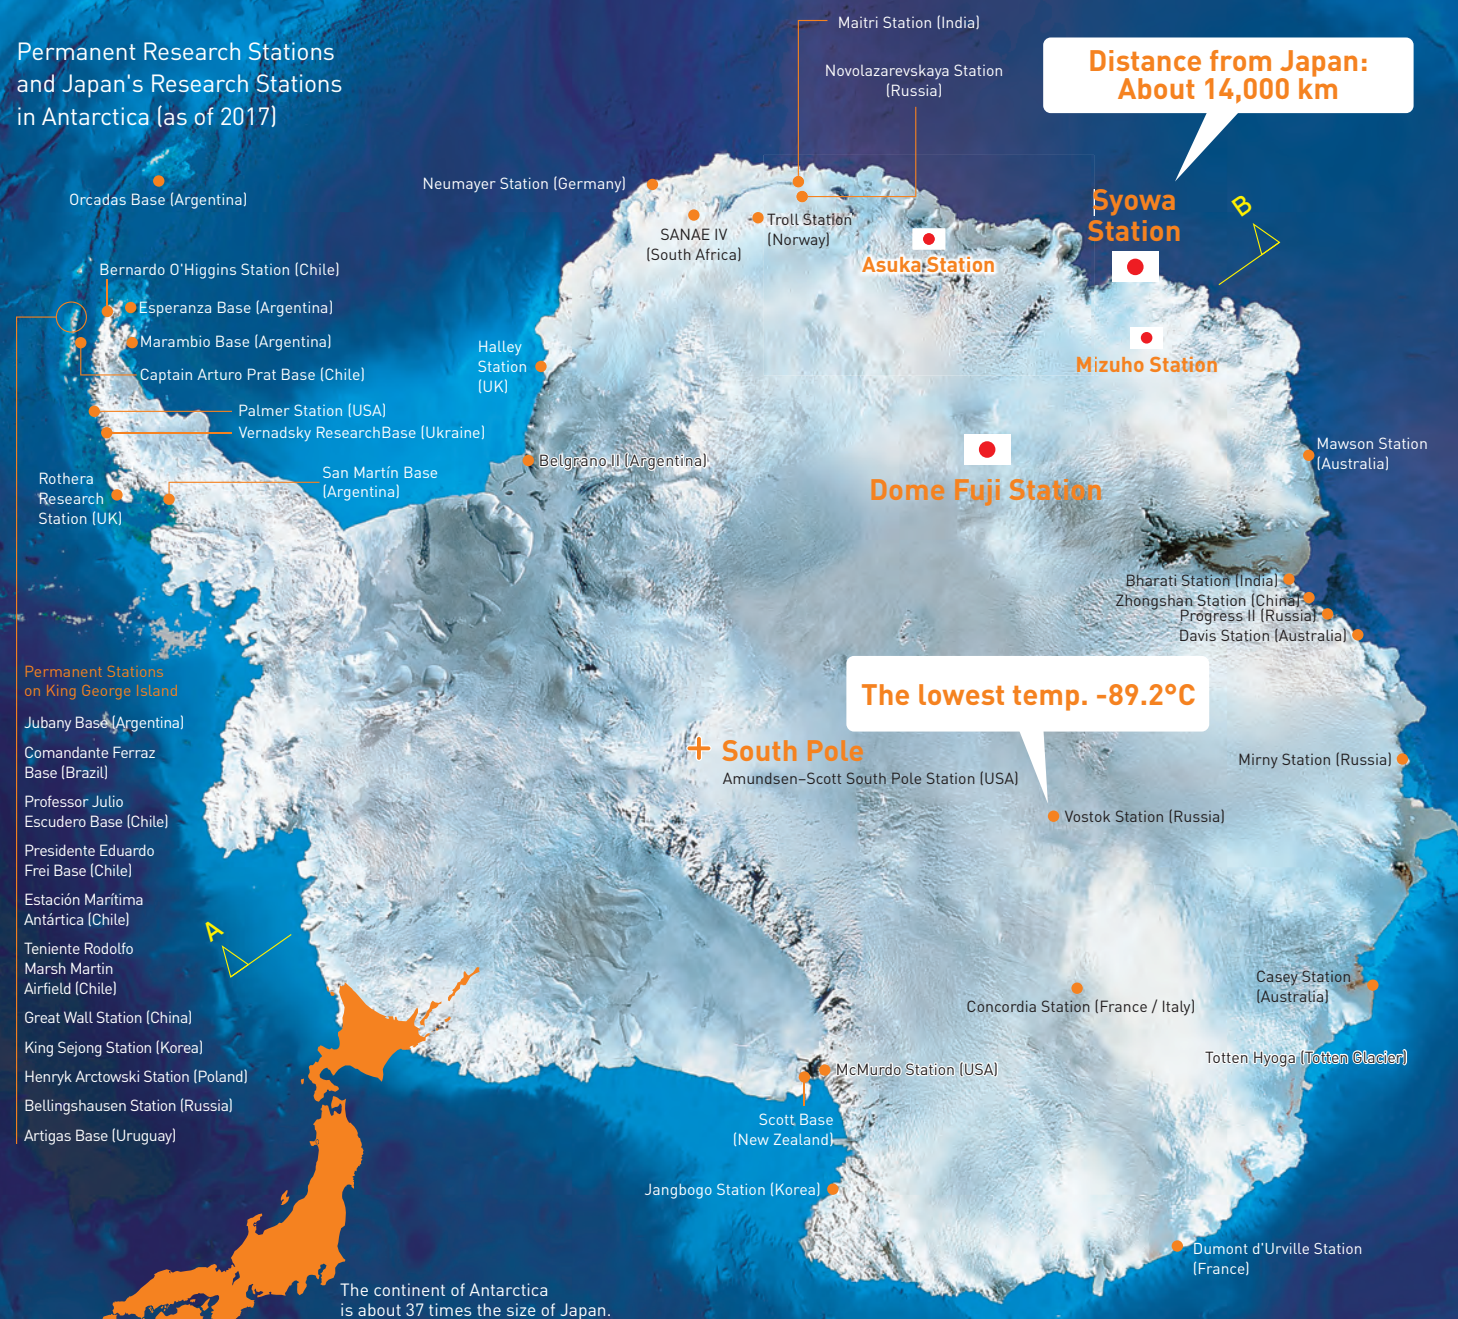 Permanent Research Stations
and Japan's Research Stations
in Antarctica (as of 2017)
Maitri Station (India)
Novolazarevskaya Station
(Russia)
Distance from Japan:
About 14,000 km
Orcadas Base (Argentina)
Neumayer Station (Germany)
SANAE IV
(South Africa)
Troll Station
(Norway)
Asuka Station
Syowa
Station
B
Bernardo O'Higgins Station (Chile)
Esperanza Base (Argentina)
Marambio Base (Argentina)
Captain Arturo Prat Base (Chile)
Halley
Station
(UK)
Mizuho Station
Palmer Station (USA)
Vernadsky ResearchBase (Ukraine)
Belgrano II (Argentina)
Mawson Station
(Australia)
Rothera
Research
Station (UK)
San Martín Base
(Argentina)
Dome Fuji Station
Bharati Station (India)
Zhongshan Station (China)
Progress II (Russia)
Davis Station (Australia)
Permanent Stations
on King George Island
Jubany Base (Argentina)
Comandante Ferraz
Base (Brazil)
Professor Julio
Escudero Base (Chile)
Presidente Eduardo
Frei Base (Chile)
Estación Marítima
Antártica (Chile)
Teniente Rodolfo
Marsh Martin
Airfield (Chile)
Great Wall Station (China)
King Sejong Station (Korea)
Henryk Arctowski Station (Poland)
Bellingshausen Station (Russia)
Artigas Base (Uruguay)
The lowest temp. -89.2°C
South Pole
Amundsen–Scott South Pole Station (USA)
Mirny Station (Russia)
Vostok Station (Russia)
A
Concordia Station (France / Italy)
Casey Station
(Australia)
Totten Hyoga (Totten Glacier)
McMurdo Station (USA)
Scott Base
(New Zealand)
Jangbogo Station (Korea)
Dumont d'Urville Station
(France)
The continent of Antarctica
is about 37 times the size of Japan.